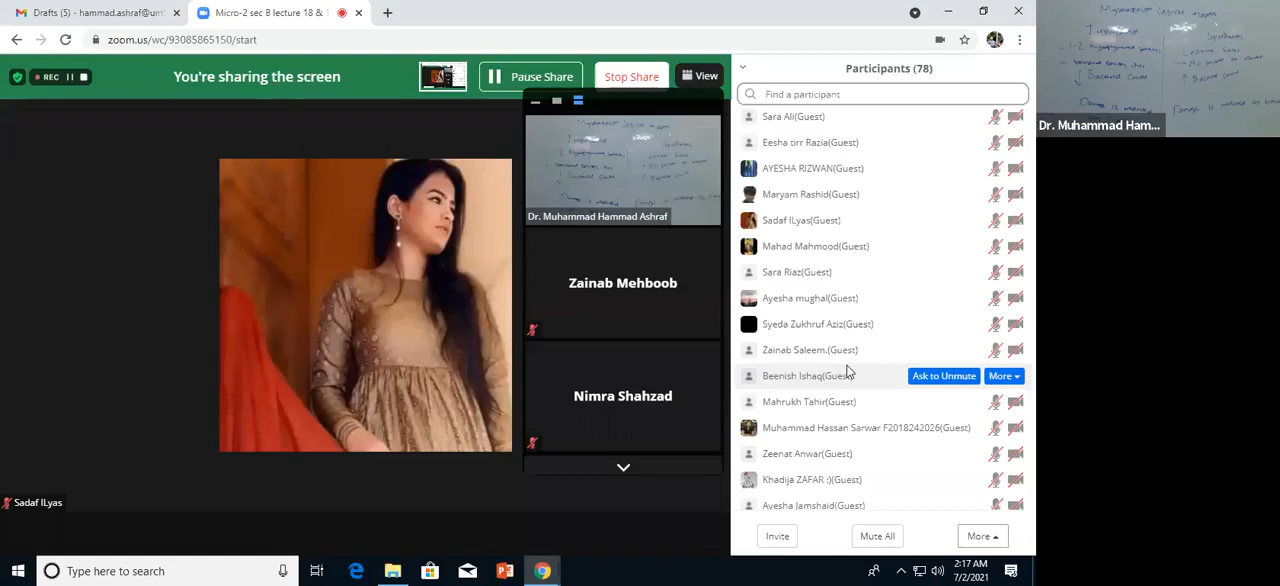 Drafts (5) - hammad.ashraf@um
Micro-2 sec B lecture 18 &
zoom.us/wc/93085865150/start
REC
You're sharing the screen
Pause Share
Stop Share
View
Participants (78)
Find a participant
Sara Ali(Guest)
Eesha tirr Razia(Guest)
AYESHA RIZWAN(Guest)
Maryam Rashid(Guest)
Sadaf ILyas(Guest)
Mahad Mahmood(Guest)
Sara Riaz(Guest)
Ayesha mughal(Guest)
Syeda Zukhruf Aziz(Guest)
Zainab Saleem.(Guest)
Beenish Ishaq(Guest)
Ask to Unmute
More
Mahrukh Tahir(Guest)
Muhammad Hassan Sarwar F2018242026(Guest)
Zeenat Anwar(Guest)
Khadija ZAFAR :)(Guest)
Ayesha Jamshaid(Guest)
Invite
Mute All
More
Dr. Muhammad Hammad Ashraf
Zainab Mehboob
Nimra Shahzad
Sadaf ILyas
Dr. Muhammad Ham...
Type here to search
2:17 AM
7/2/2021